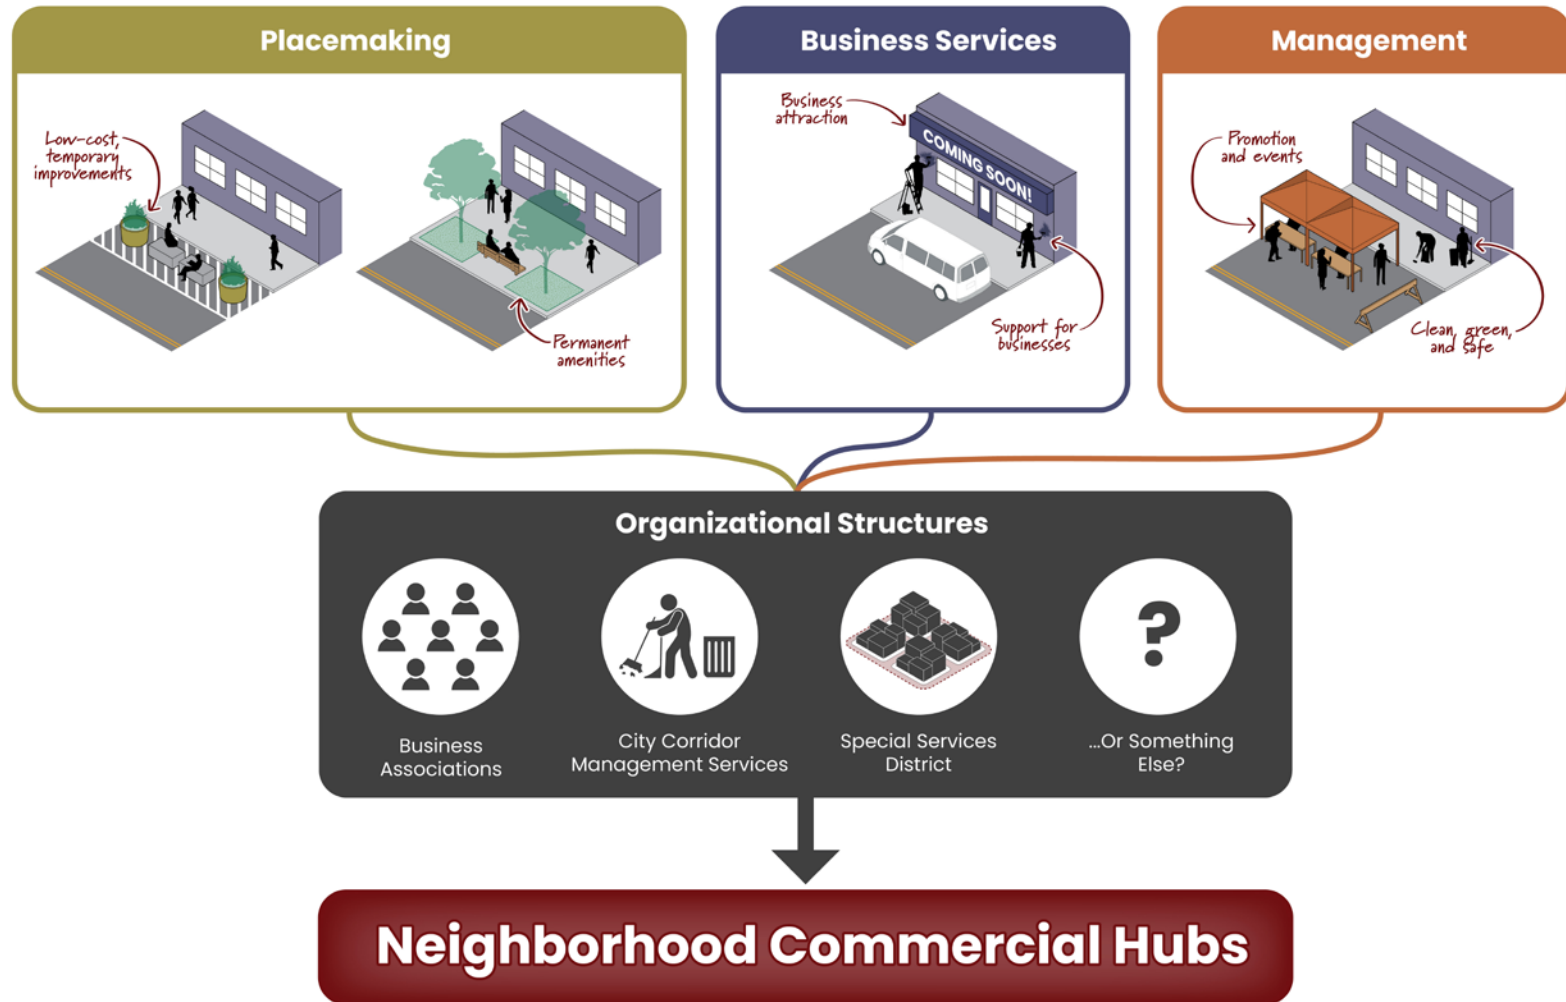 Placemaking
Low-cost,
temporary
improvements
Permanent
amenities
Business Services
Business
attraction
COMING SOON!
Support for
businesses
Management
Promotion
and events
Clean, green,
and safe
Organizational Structures
Business
Associations
City Corridor
Management Services
Special Services
District
...Or Something
Else?
?
Neighborhood Commercial Hubs